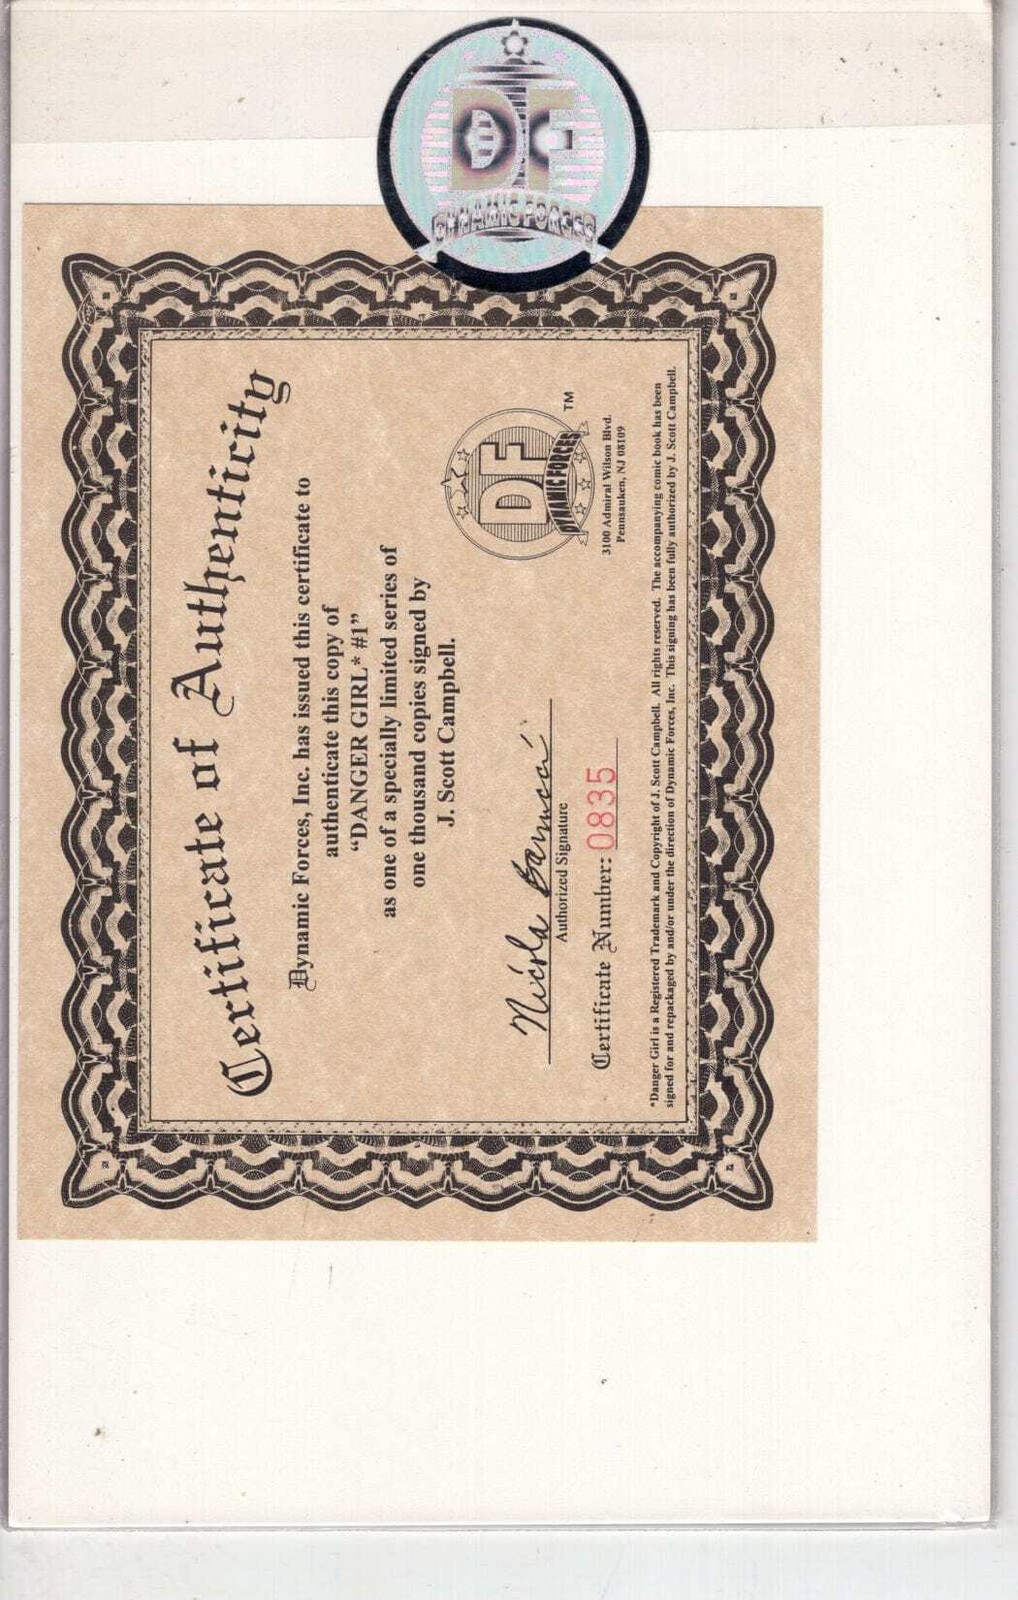 DF
DYNAMIC FORCES
Certificate of Authenticity
Dynamic Forces, Inc. has issued this certificate to
authenticate this copy of
“DANGER GIRL* #1”
as one of a specially limited series of
one thousand copies signed by
J. Scott Campbell.
Nicola Barrucci
Authorized Signature
Certificate Number: 0835
DF
DYNAMIC FORCES
TM
3100 Admiral Wilson Blvd.
Pennsauken, NJ 08109
*Danger Girl is a Registered Trademark and Copyright of J. Scott Campbell. All rights reserved. The accompanying comic book has been
signed for and repackaged by and/or under the direction of Dynamic Forces, Inc. This signing has been fully authorized by J. Scott Campbell.